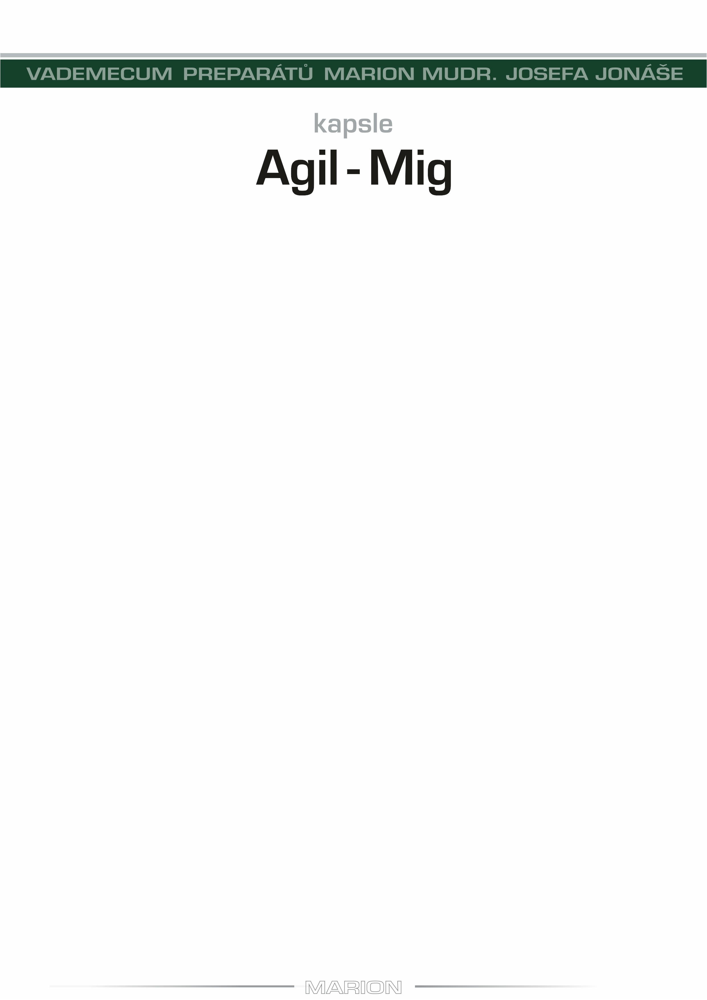 VADEMECUM PREPARÁTŮ MARION MUDR. JOSEFA JONÁŠE
kapsle
Agil - Mig
MARION